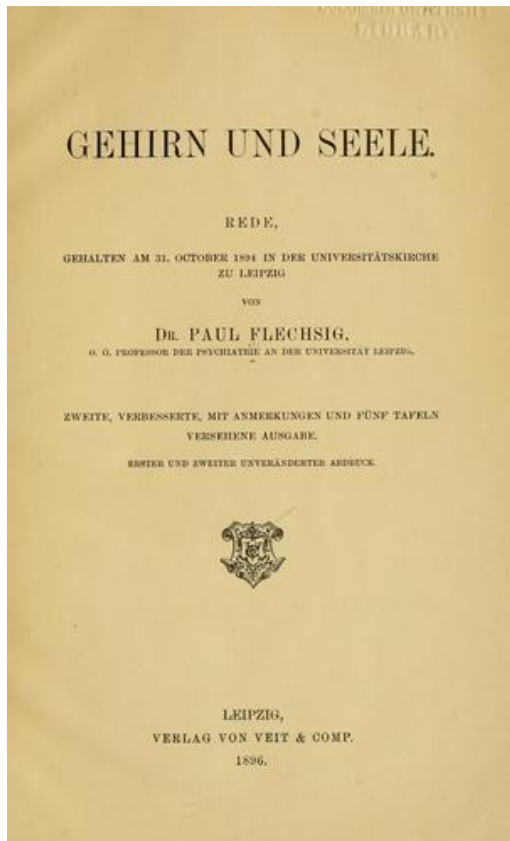 LIBRARY.
GEHIRN UND SEELE.
REDE,
GEHALTEN AM 31. OCTOBER 1894 IN DER UNIVERSITÄTSKIRCHE
ZU LEIPZIG
VON
DR. PAUL FLECHSIG,
O. Ö. PROFESSOR DER PSYCHIATRIE AN DER UNIVERSITÄT LEIPZIG.
ZWEITE, VERBESSERTE, MIT ANMERKUNGEN UND FÜNF TAFELN
VERSEHENE AUSGABE.
ERSTER UND ZWEITER UNVERÄNDERTER ABDRUCK.
LEIPZIG,
VERLAG VON VEIT & COMP.
1896.